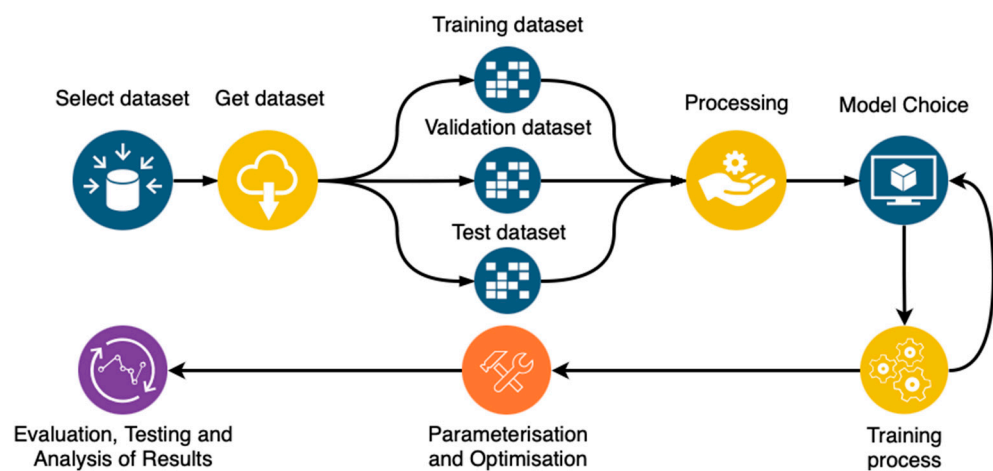 Training dataset
Select dataset
Get dataset
Validation dataset
Processing
Model Choice
Test dataset
Evaluation, Testing and
Analysis of Results
Parameterisation
and Optimisation
Training
process